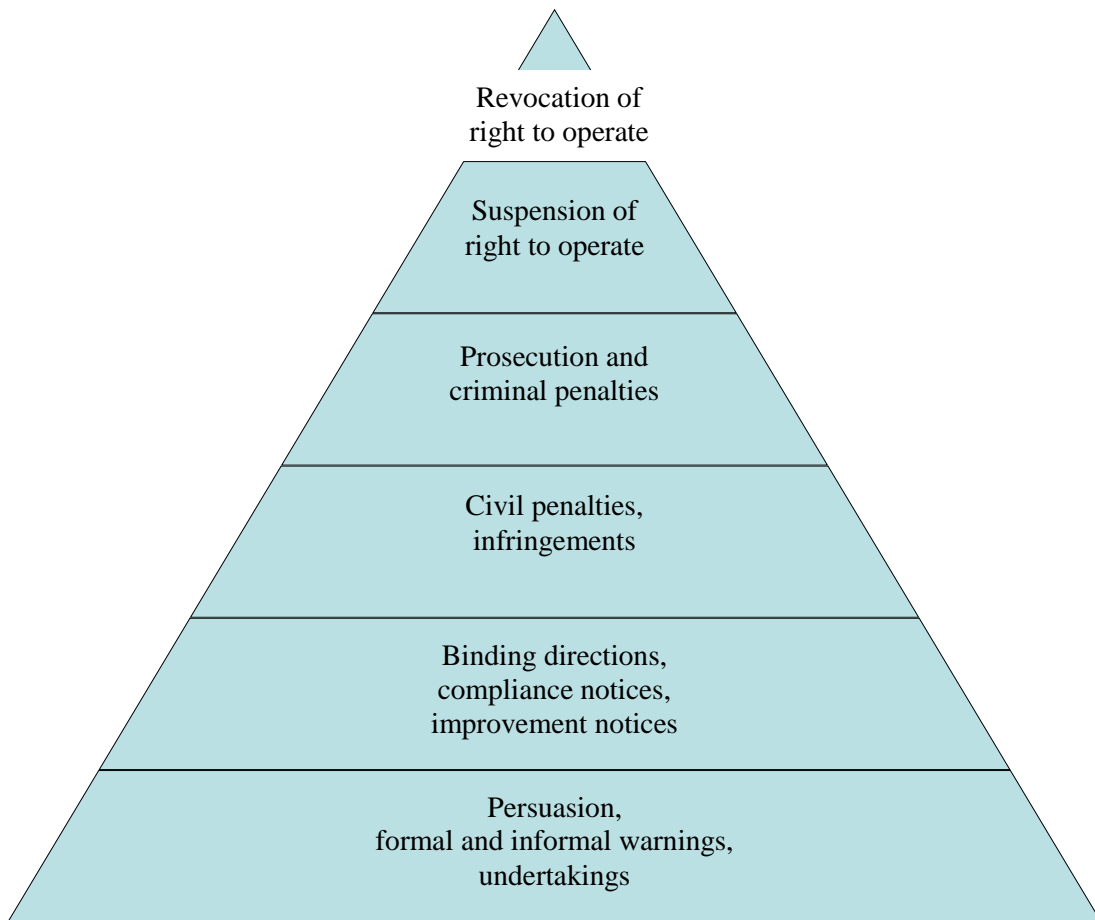 Revocation of
right to operate
Suspension of
right to operate
Prosecution and
criminal penalties
Civil penalties,
infringements
Binding directions,
compliance notices,
improvement notices
Persuasion,
formal and informal warnings,
undertakings